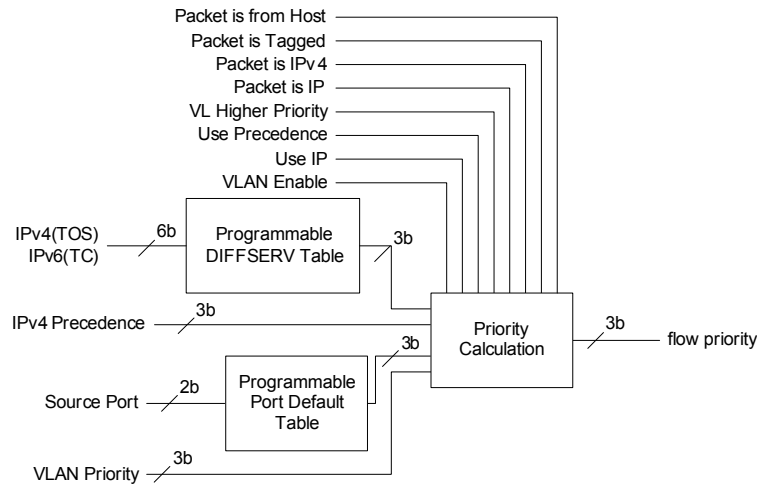 Packet is from Host
Packet is Tagged
Packet is IPv4
Packet is IP
VL Higher Priority
Use Precedence
Use IP
VLAN Enable
IPv4(TOS)
IPv6(TC)
6b
Programmable
DIFFSERV Table
3b
IPv4 Precedence
3b
Priority
Calculation
3b
flow priority
3b
Source Port
2b
Programmable
Port Default
Table
VLAN Priority
3b